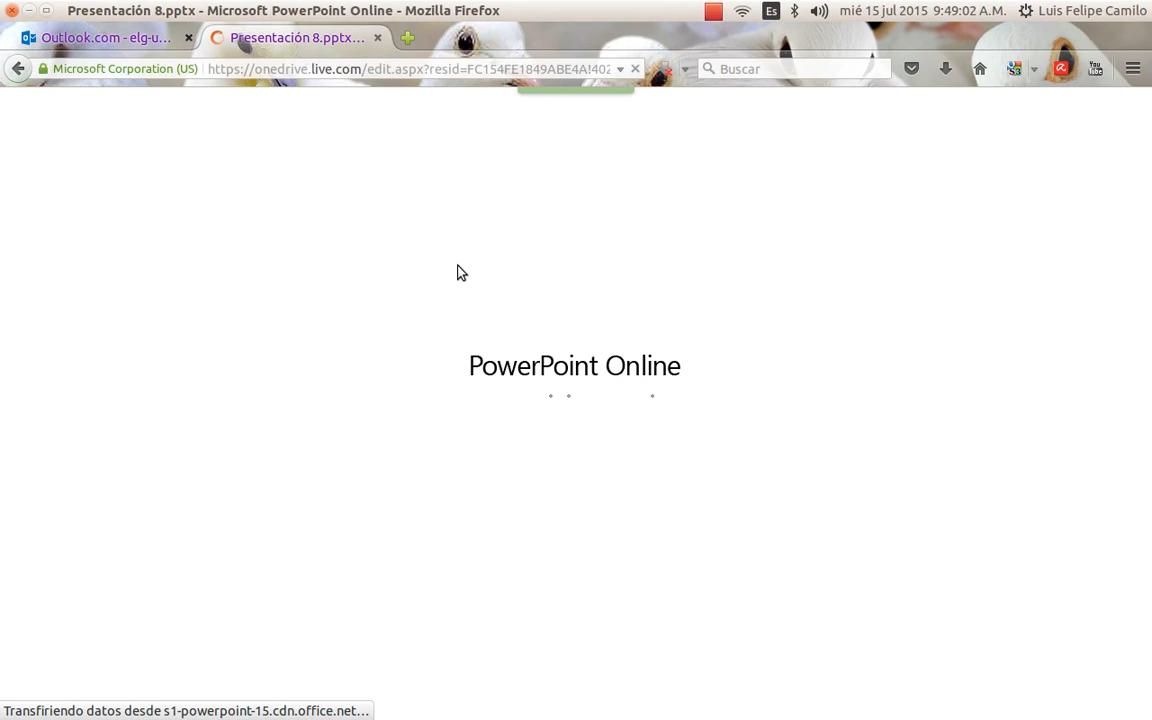 Presentación 8.pptx - Microsoft PowerPoint Online - Mozilla Firefox
Es
mié 15 jul 2015 9:49:02 A.M.
Luis Felipe Camilo
Outlook.com - elg-u...
Presentación 8.pptx...
Microsoft Corporation (US)
https://onedrive.live.com/edit.aspx?resid=FC154FE1849ABE4A!402
Buscar
You Tube
PowerPoint Online
Transfiriendo datos desde s1-powerpoint-15.cdn.office.net...